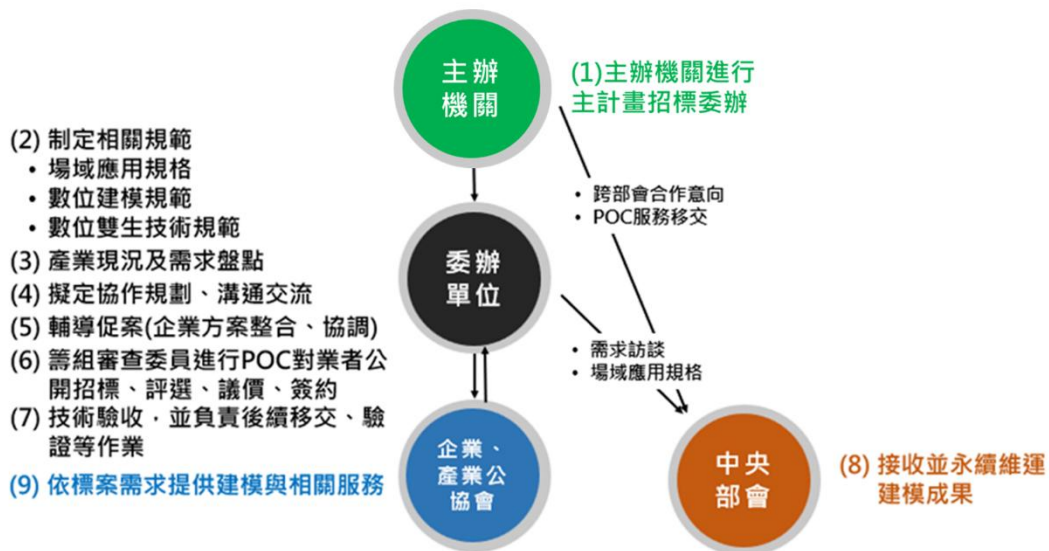 主辦
機關
(1)主辦機關進行
主計畫招標委辦
(2) 制定相關規範
• 場域應用規格
• 數位建模規範
• 數位雙生技術規範
(3) 產業現況及需求盤點
(4) 擬定協作規劃、溝通交流
(5) 輔導促案(企業方案整合、協調)
(6) 籌組審查委員進行POC對業者公
開招標、評選、議價、簽約
(7) 技術驗收，並負責後續移交、驗
證等作業
(9) 依標案需求提供建模與相關服務
• 跨部會合作意向
• POC服務移交
委辦
單位
• 需求訪談
• 場域應用規格
企業、
產業公
協會
中央
部會
(8) 接收並永續維運
建模成果